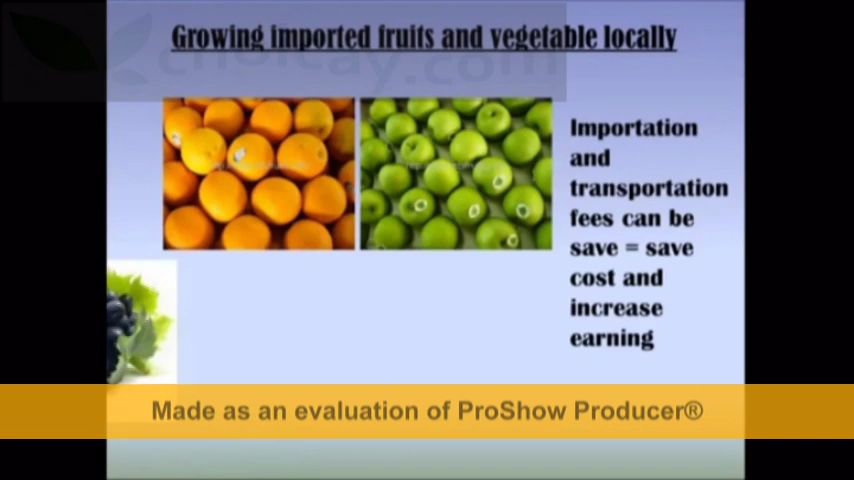 Growing imported fruits and vegetable locally
Importation
and
transportation
fees can be
save = save
cost and
increase
earning
Made as an evaluation of ProShow Producer®